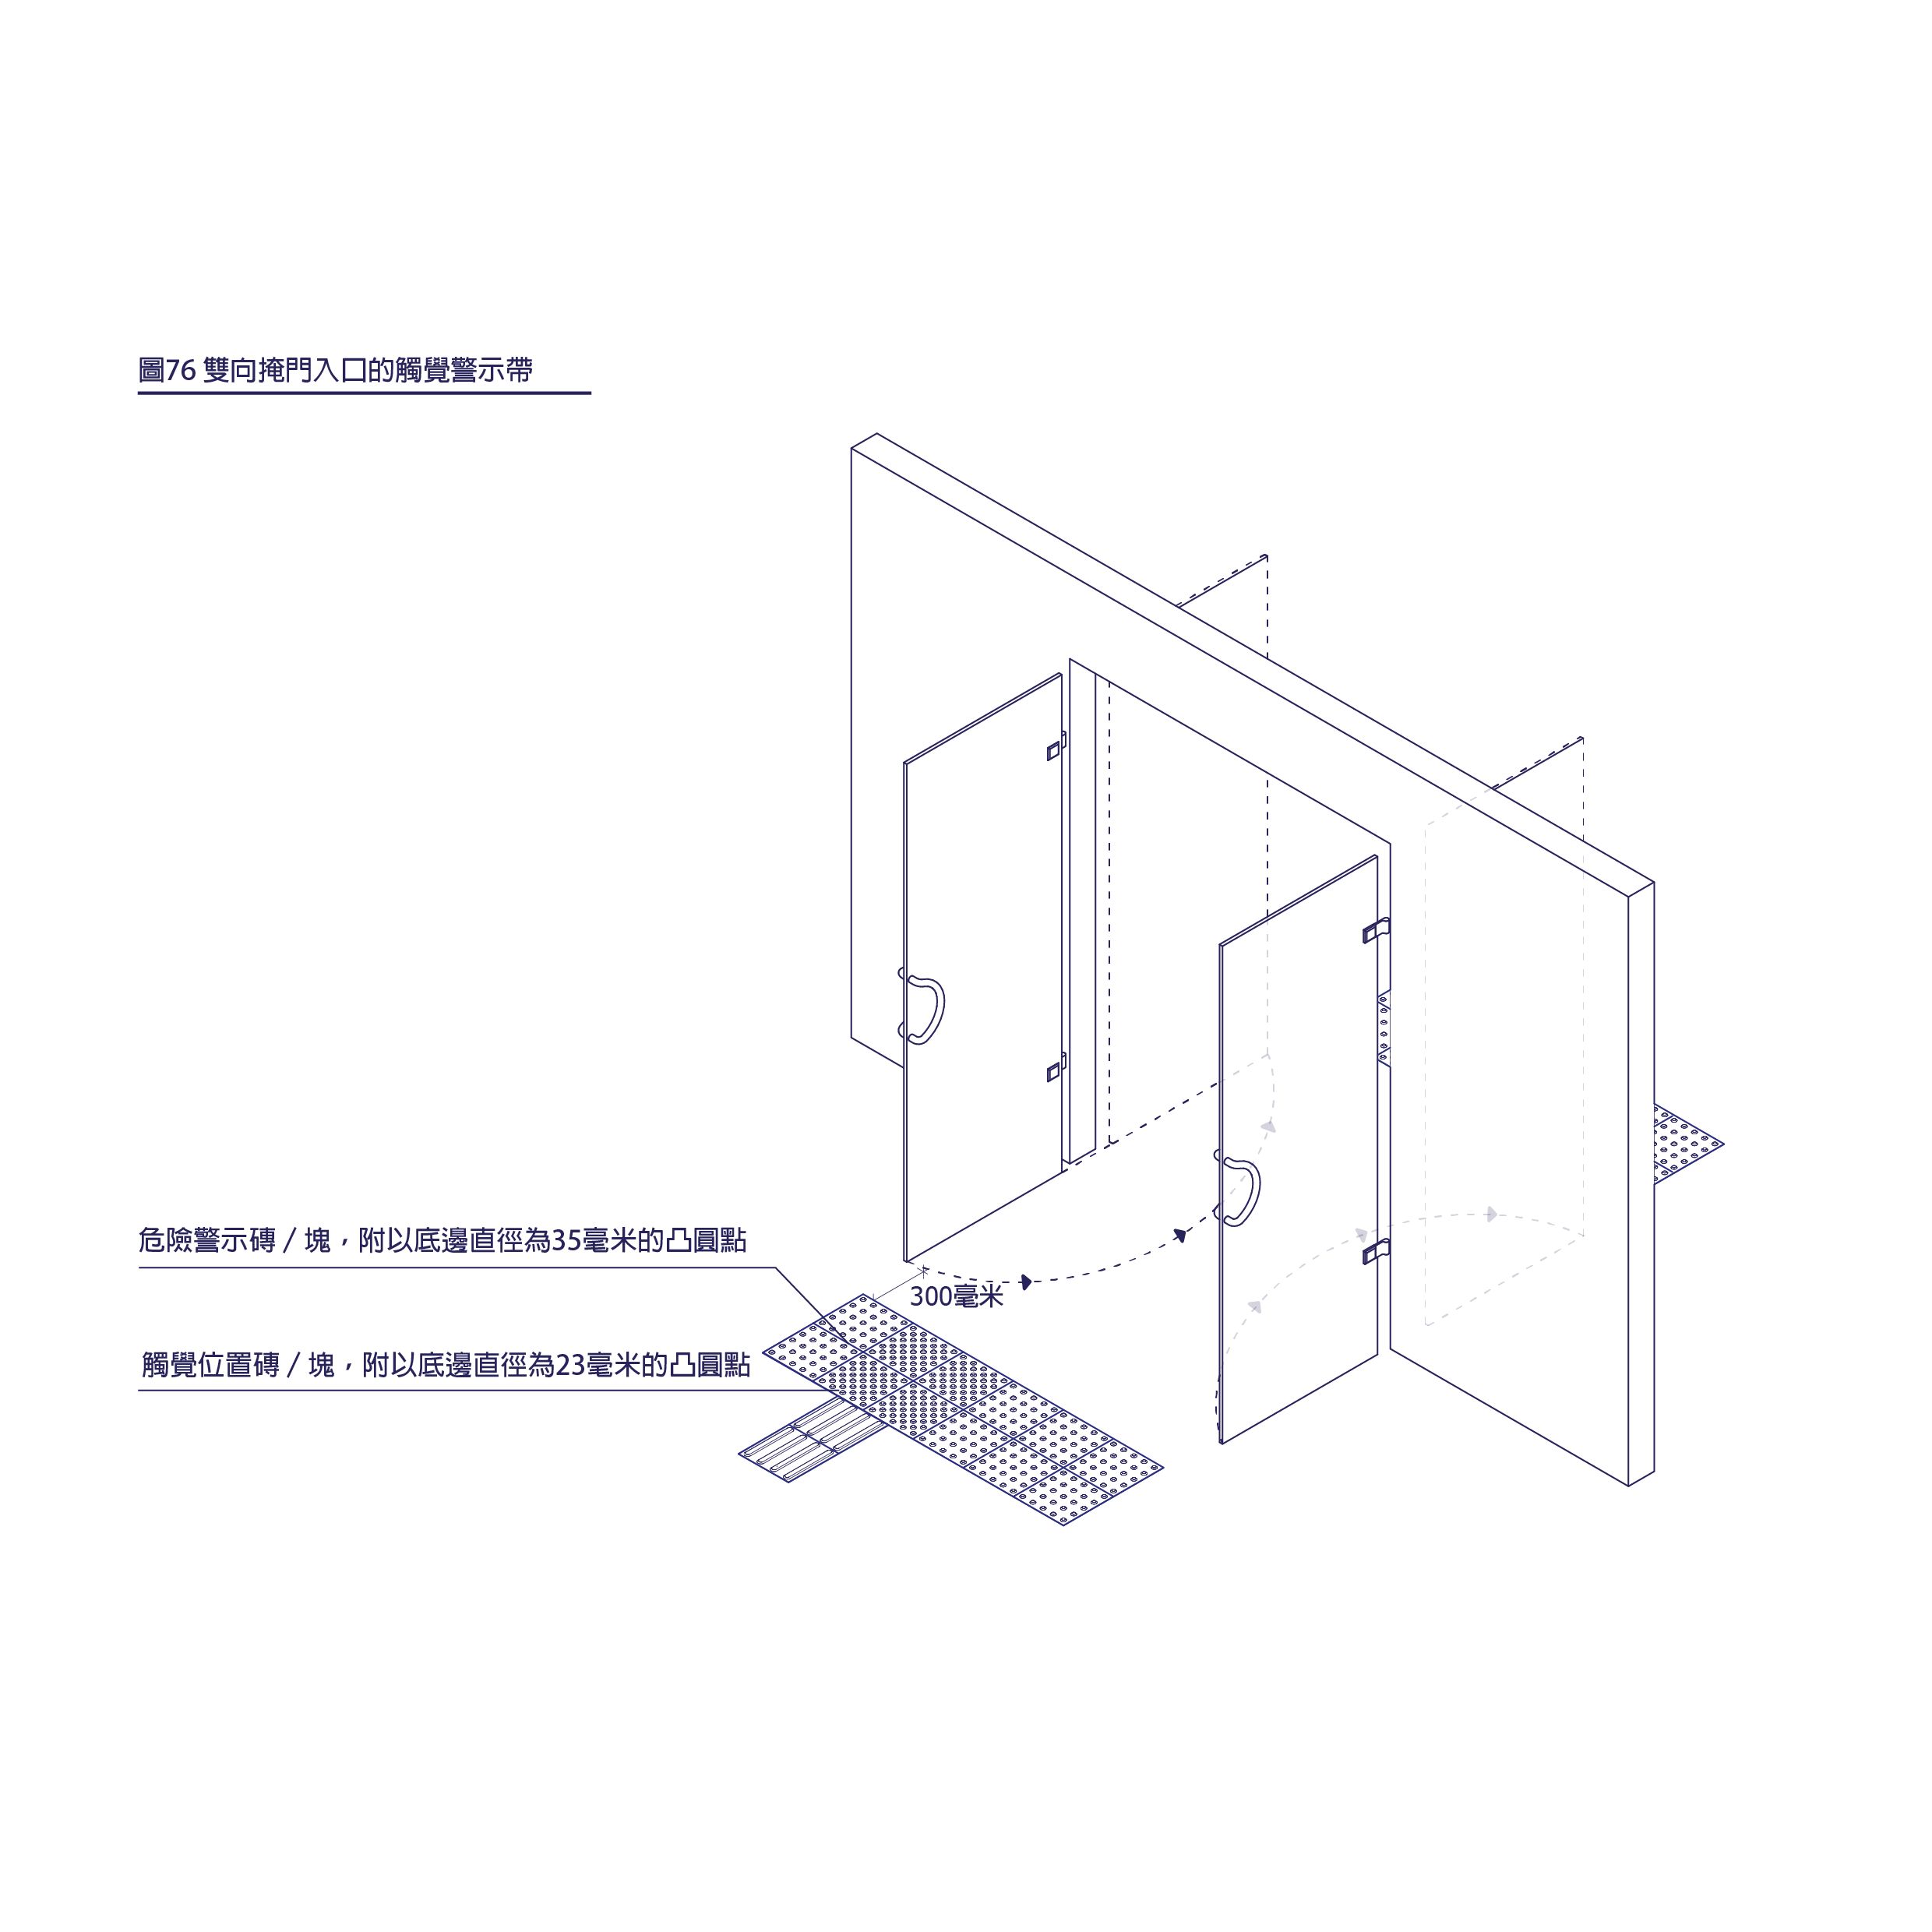 圖76 雙向掩門入口的觸覺警示帶
危險警示磚／塊，附以底邊直徑為35毫米的凸圓點
300毫米
觸覺位置磚／塊，附以底邊直徑為23毫米的凸圓點